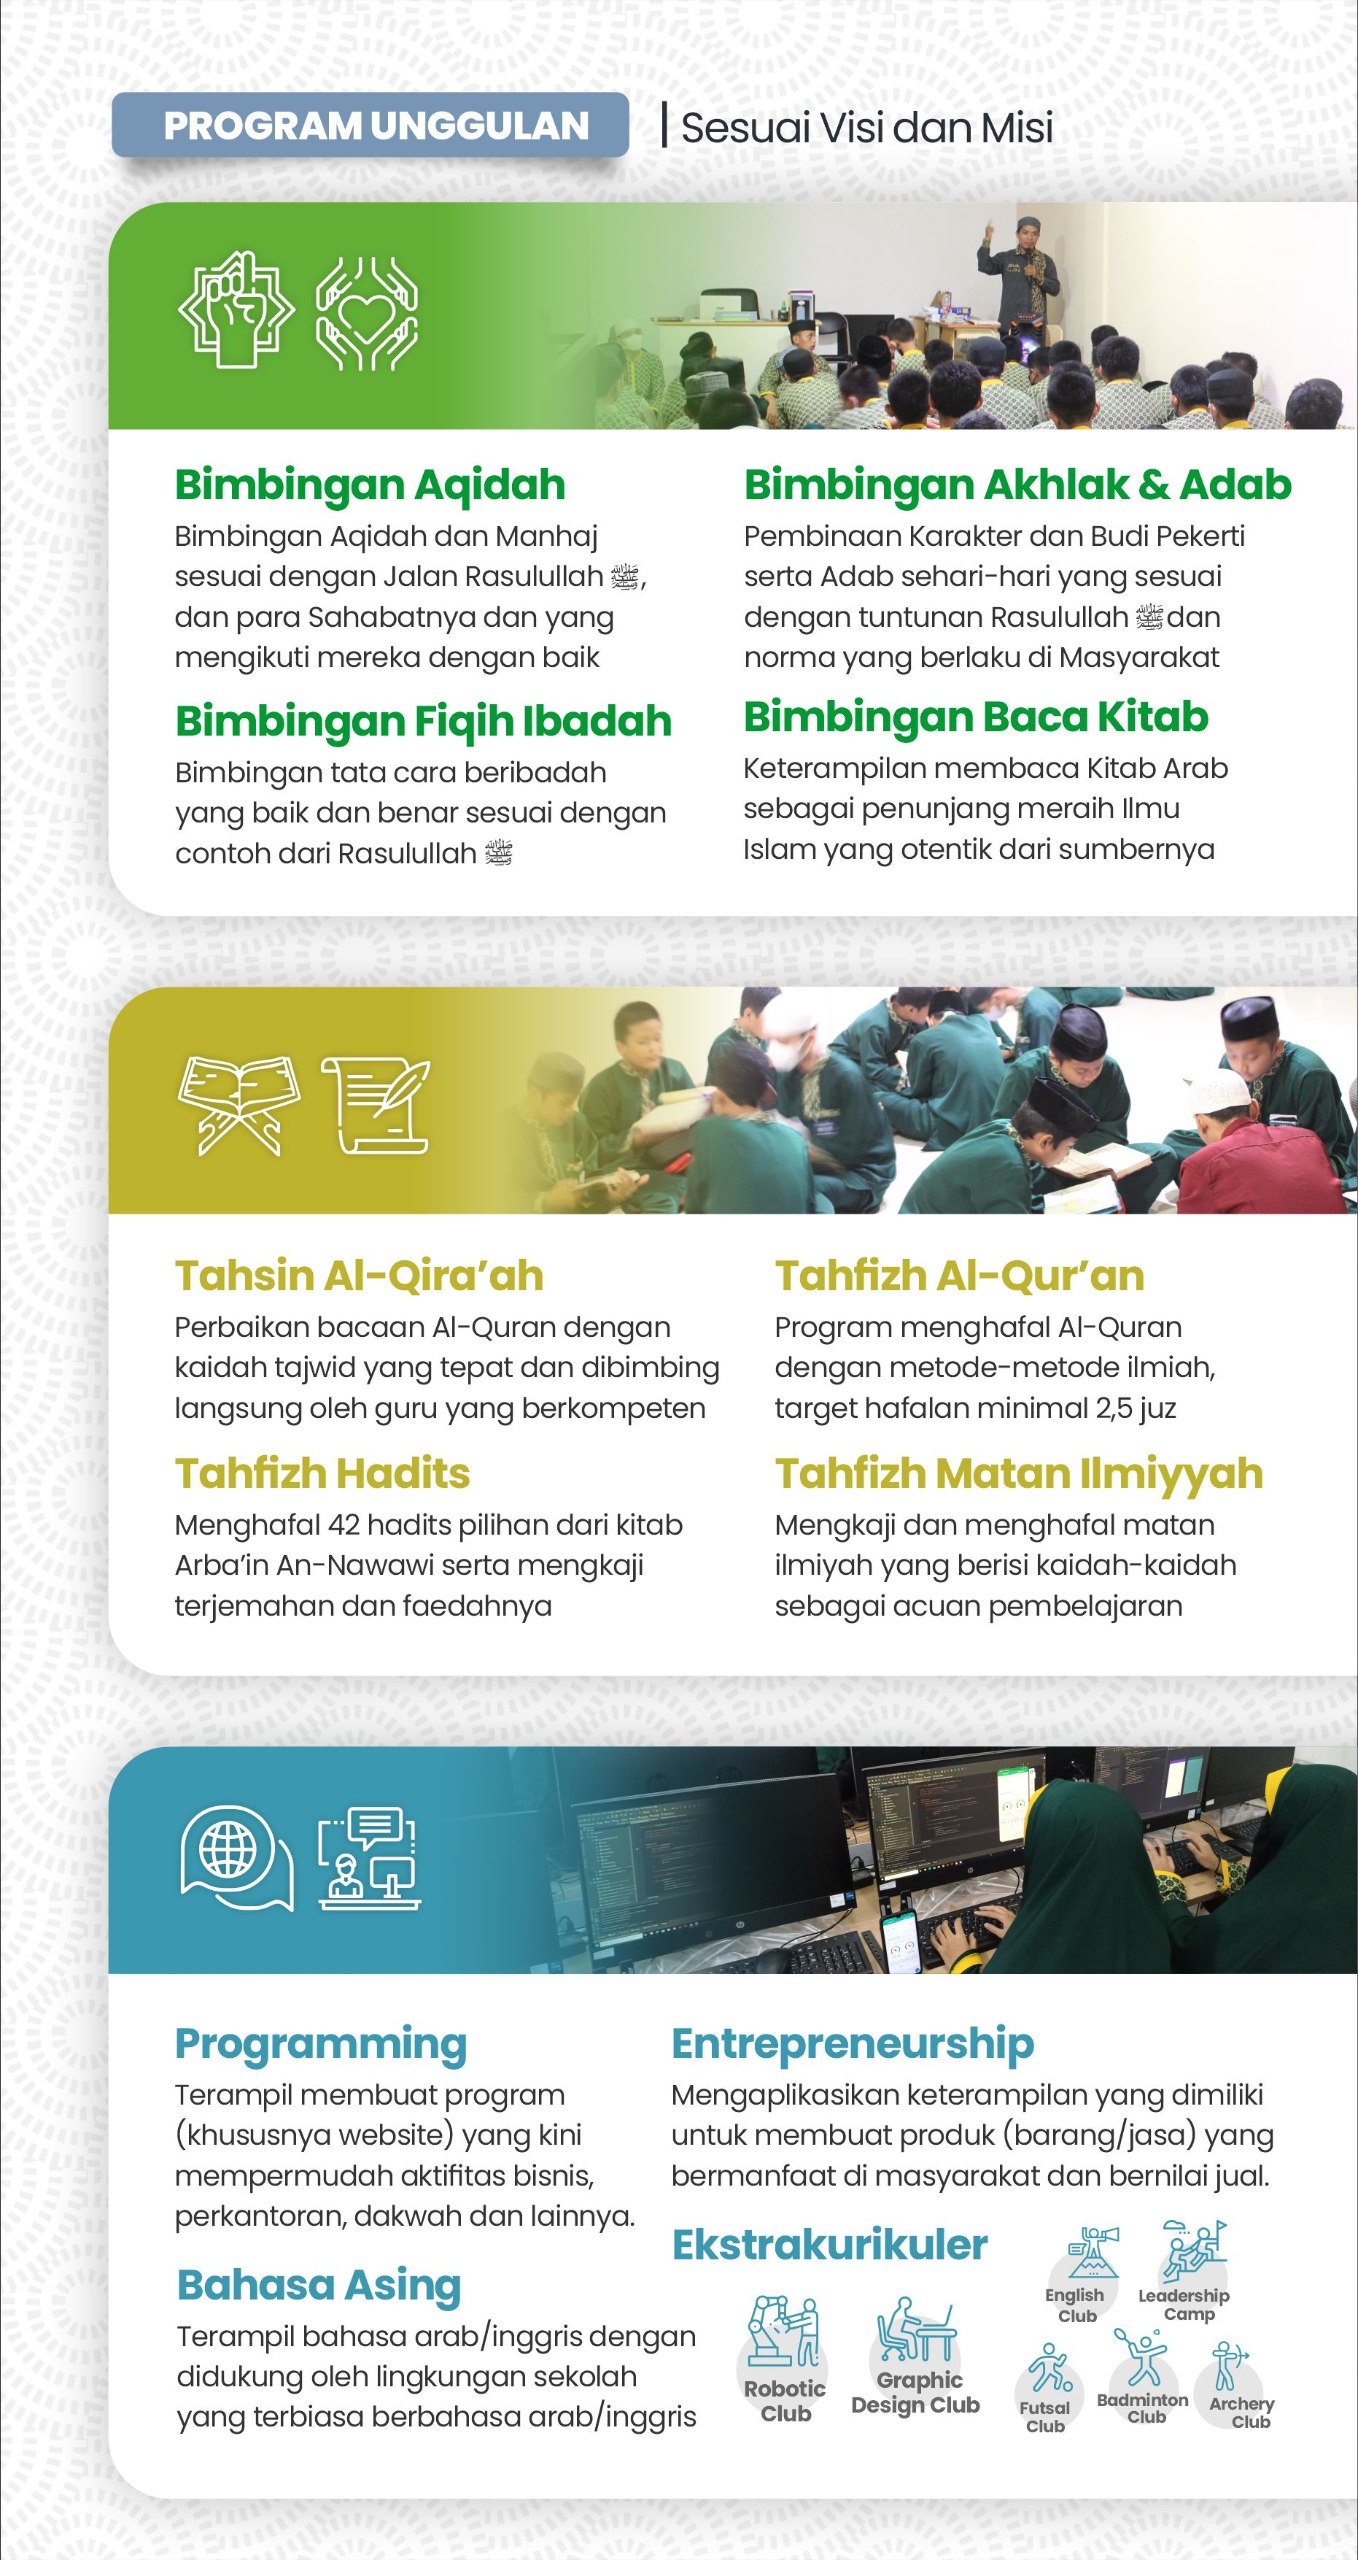 PROGRAM UNGGULAN
Sesuai Visi dan Misi
Bimbingan Aqidah
Bimbingan Aqidah dan Manhaj
sesuai dengan Jalan Rasulullah ﷺ,
dan para Sahabatnya dan yang
mengikuti mereka dengan baik
Bimbingan Akhlak & Adab
Pembinaan Karakter dan Budi Pekerti
serta Adab sehari-hari yang sesuai
dengan tuntunan Rasulullah ﷺ dan
norma yang berlaku di Masyarakat
Bimbingan Fiqih Ibadah
Bimbingan tata cara beribadah
yang baik dan benar sesuai dengan
contoh dari Rasulullah ﷺ
Bimbingan Baca Kitab
Keterampilan membaca Kitab Arab
sebagai penunjang meraih Ilmu
Islam yang otentik dari sumbernya
Tahsin Al-Qira’ah
Perbaikan bacaan Al-Quran dengan
kaidah tajwid yang tepat dan dibimbing
langsung oleh guru yang berkompeten
Tahfizh Al-Qur’an
Program menghafal Al-Quran
dengan metode-metode ilmiah,
target hafalan minimal 2,5 juz
Tahfizh Hadits
Menghafal 42 hadits pilihan dari kitab
Arba’in An-Nawawi serta mengkaji
terjemahan dan faedahnya
Tahfizh Matan Ilmiyyah
Mengkaji dan menghafal matan
ilmiyah yang berisi kaidah-kaidah
sebagai acuan pembelajaran
Programming
Terampil membuat program
(khususnya website) yang kini
mempermudah aktifitas bisnis,
perkantoran, dakwah dan lainnya.
Entrepreneurship
Mengaplikasikan keterampilan yang dimiliki
untuk membuat produk (barang/jasa) yang
bermanfaat di masyarakat dan bernilai jual.
Bahasa Asing
Terampil bahasa arab/inggris dengan
didukung oleh lingkungan sekolah
yang terbiasa berbahasa arab/inggris
Ekstrakurikuler
English
Club
Leadership
Camp
Robotic
Club
Graphic
Design Club
Futsal
Club
Badminton
Club
Archery
Club